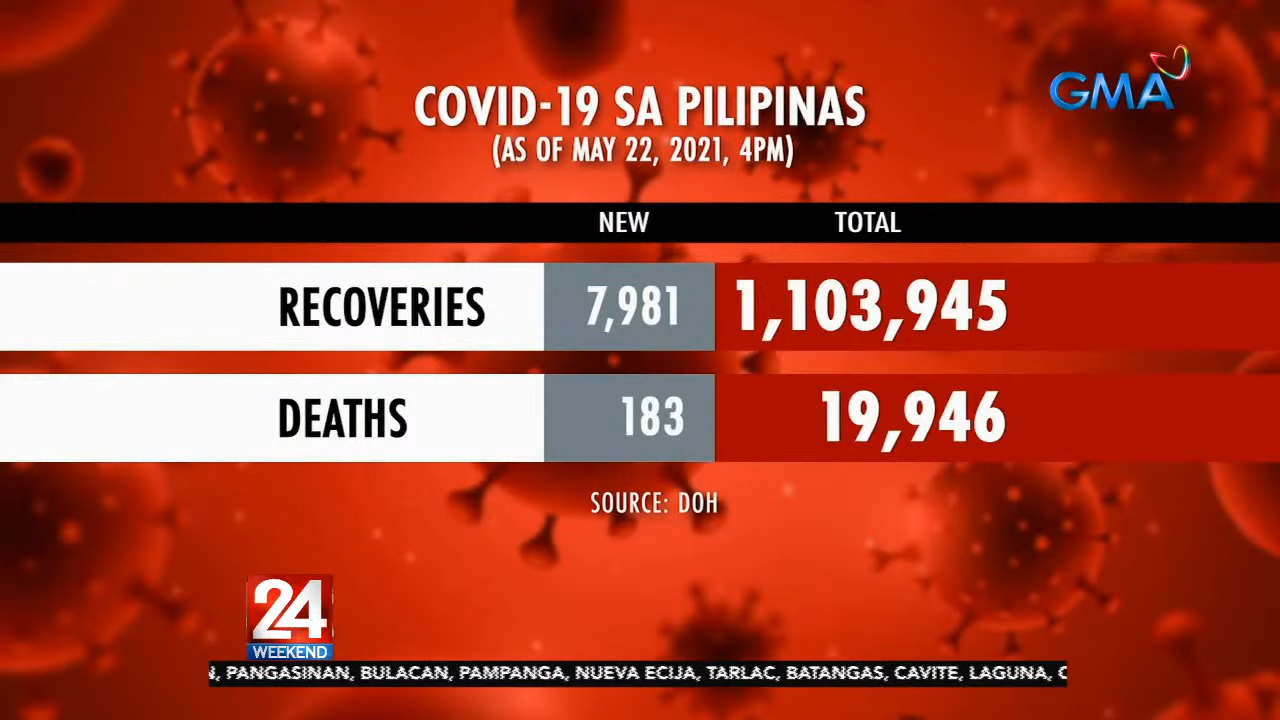 GMA
COVID-19 SA PILIPINAS
(AS OF MAY 22, 2021, 4PM)
NEW TOTAL
RECOVERIES 7,981 1,103,945
DEATHS 183 19,946
SOURCE: DOH
24
WEEKEND
, PANGASINAN, BULACAN, PAMPANGA, NUEVA ECIJA, TARLAC, BATANGAS, CAVITE, LAGUNA,